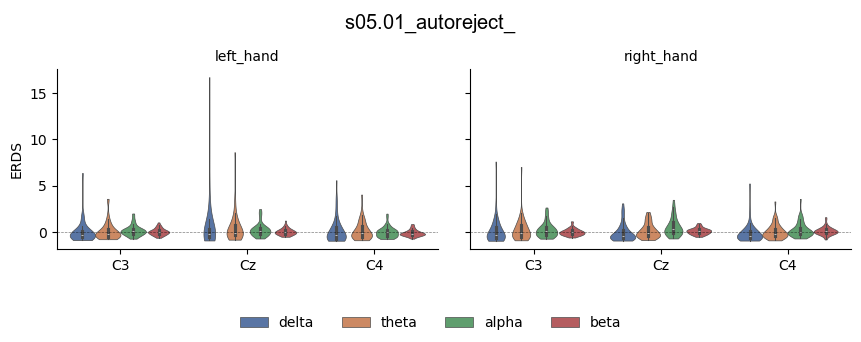 s05.01_autoreject_
left_hand
right_hand
ERDS
15
10
5
0
C3
Cz
C4
C3
Cz
C4
delta
theta
alpha
beta